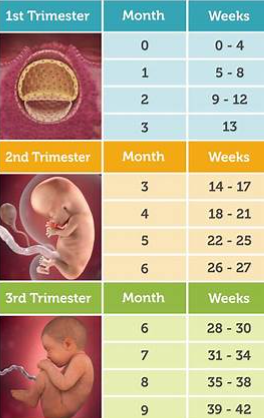 1st Trimester Month Weeks
0 0 - 4
1 5 - 8
2 9 - 12
3 13
2nd Trimester Month Weeks
3 14 - 17
4 18 - 21
5 22 - 25
6 26 - 27
3rd Trimester Month Weeks
6 28 - 30
7 31 - 34
8 35 - 38
9 39 - 42